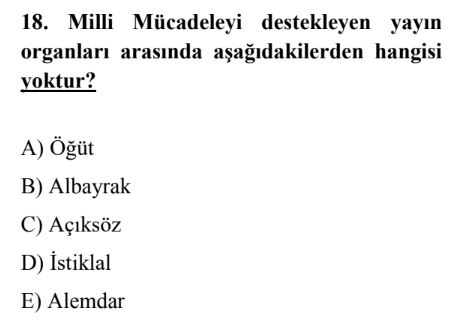 18. Milli Mücadeleyi destekleyen yayın
organları arasında aşağıdakilerden hangisi
yoktur?
A) Öğüt
B) Albayrak
C) Açıksöz
D) İstiklal
E) Alemdar